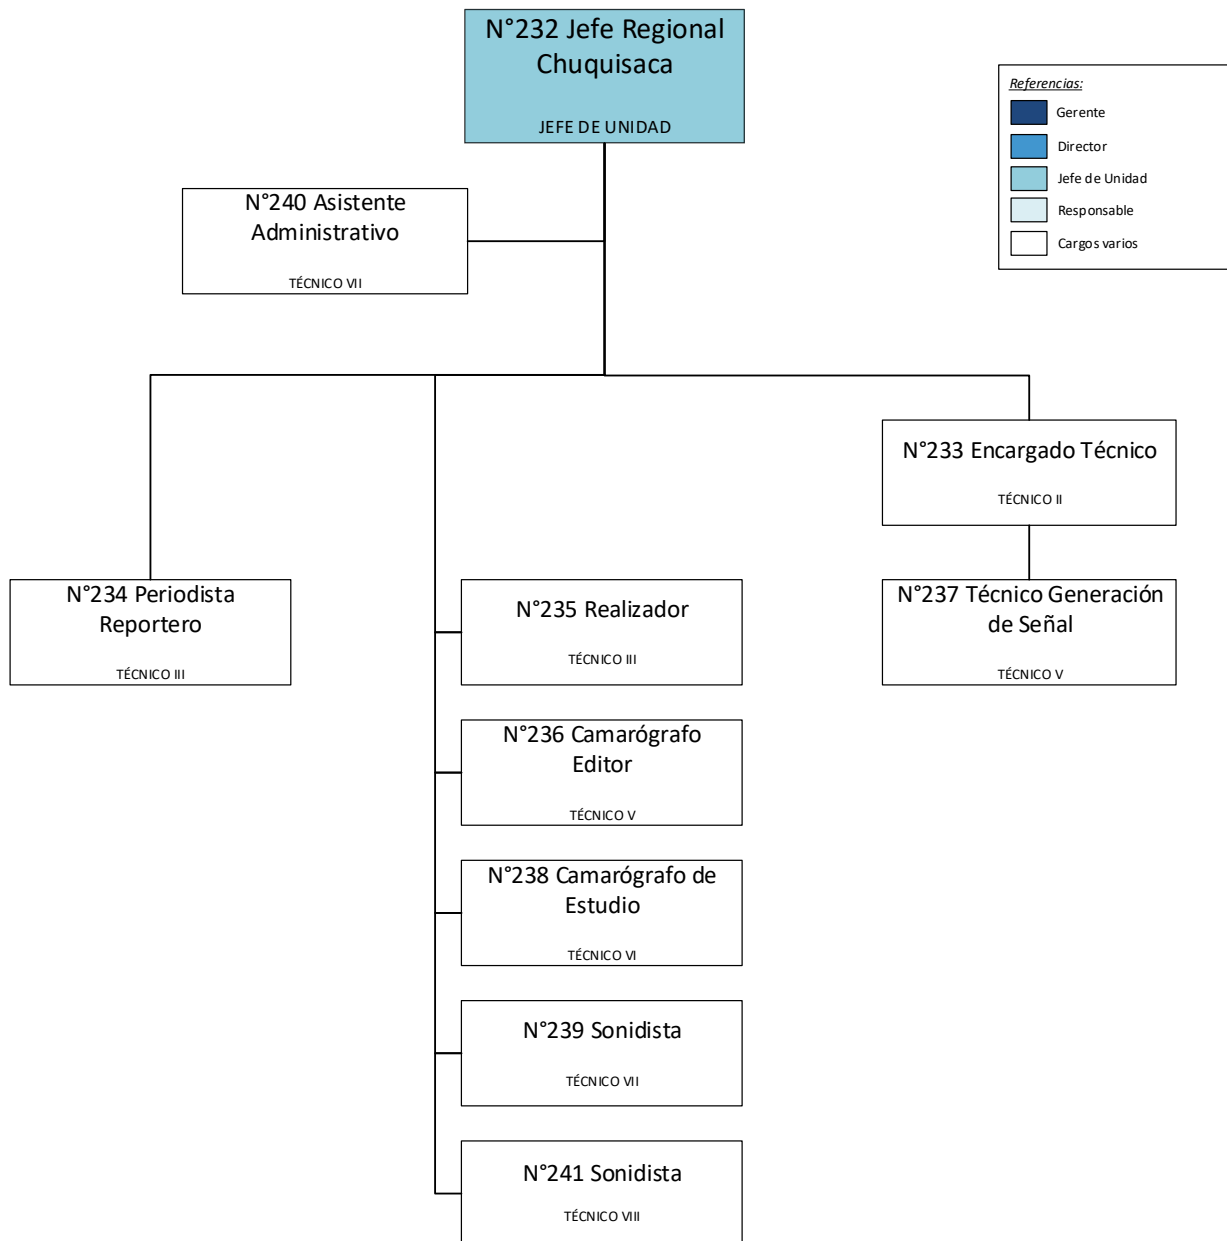 N°232 Jefe Regional
Chuquisaca
JEFE DE UNIDAD
Referencias:
Gerente
Director
Jefe de Unidad
Responsable
Cargos varios
N°240 Asistente
Administrativo
TÉCNICO VII
N°233 Encargado Técnico
TÉCNICO II
N°234 Periodista
Reportero
TÉCNICO III
N°235 Realizador
TÉCNICO III
N°237 Técnico Generación
de Señal
TÉCNICO V
N°236 Camarógrafo
Editor
TÉCNICO V
N°238 Camarógrafo de
Estudio
TÉCNICO VI
N°239 Sonidista
TÉCNICO VII
N°241 Sonidista
TÉCNICO VIII